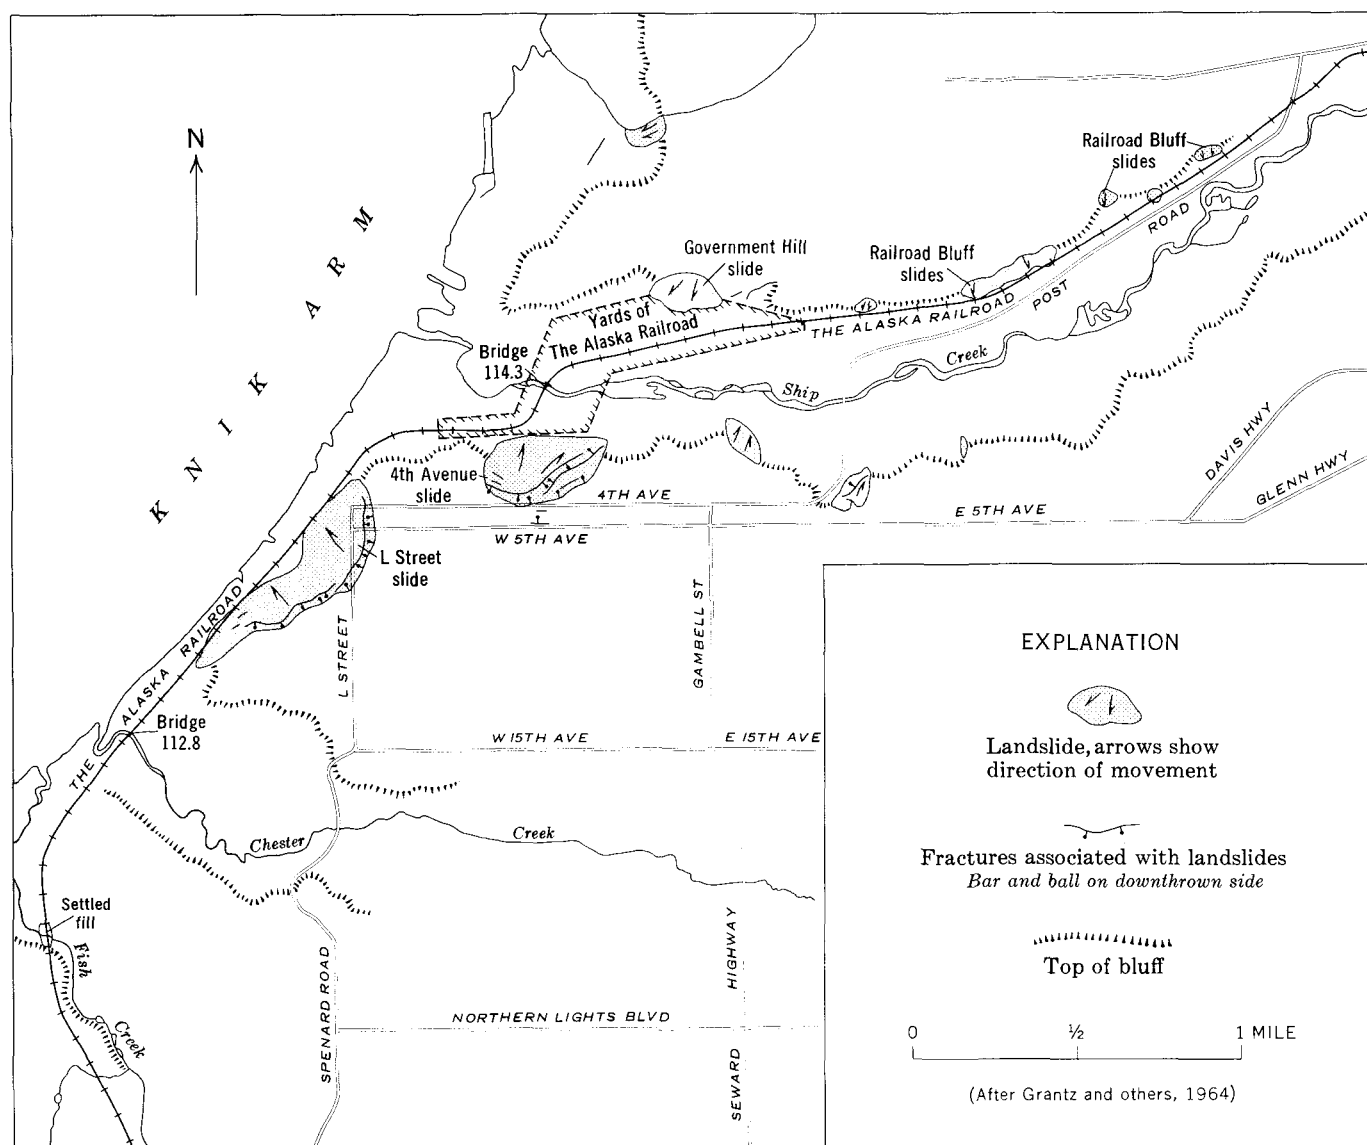 N
KNIK ARM
Railroad Bluff
slides
ROAD
POST
Government Hill
slide
Railroad Bluff
slides
Yards of
The Alaska Railroad
THE ALASKA RAILROAD
Bridge
114.3
Creek
Ship
DAVIS HWY
GLENN HWY
4th Avenue
slide
4TH AVE
E 5TH AVE
W 5TH AVE
L Street
slide
THE ALASKA RAILROAD
L STREET
GAMBELL ST
Bridge
112.8
W 15TH AVE
E 15TH AVE
Chester
Creek
Settled
fill
Fish
Creek
SPENARD ROAD
NORTHERN LIGHTS BLVD
SEWARD HIGHWAY
EXPLANATION
Landslide, arrows show
direction of movement
Fractures associated with landslides
Bar and ball on downthrown side
Top of bluff
0 ½ 1 MILE
(After Grantz and others, 1964)